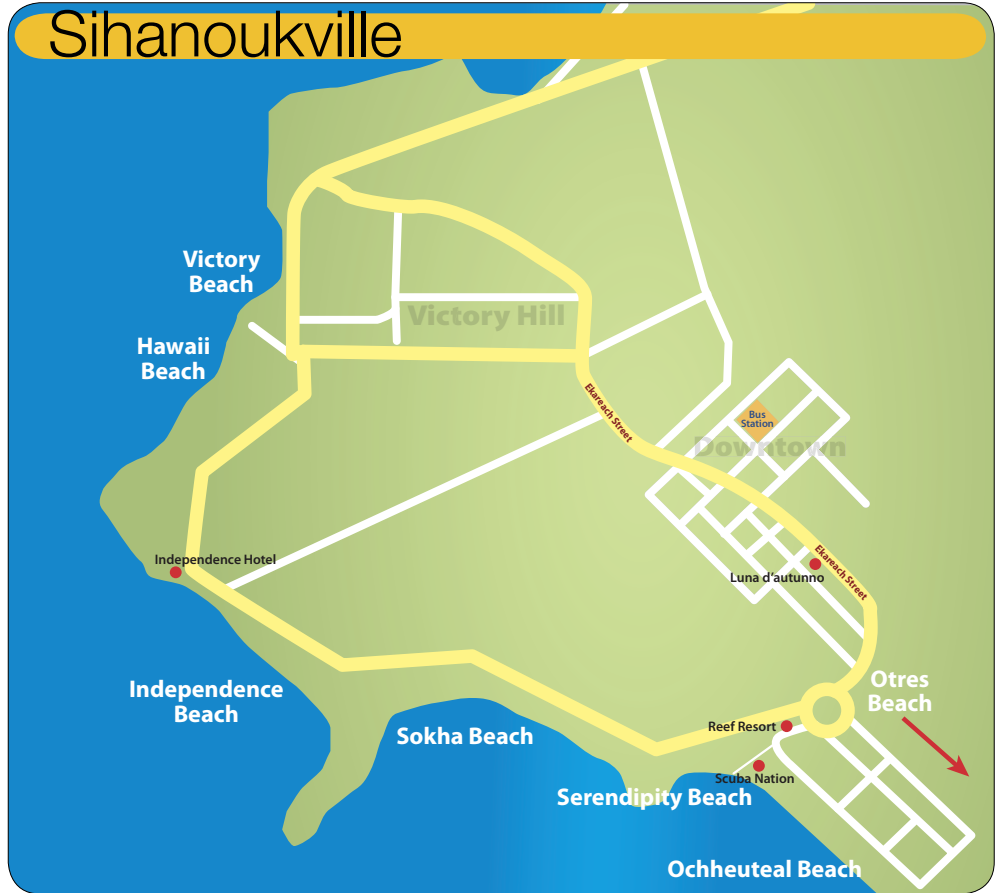 Sihanoukville
Victory
Beach
Victory Hill
Hawaii
Beach
Ekareach Street
Bus
Station
Downtown
Independence Hotel
Ekareach Street
Luna d'autunno
Independence
Beach
Otres
Beach
Sokha Beach
Reef Resort
Scuba Nation
Serendipity Beach
Ochheuteal Beach